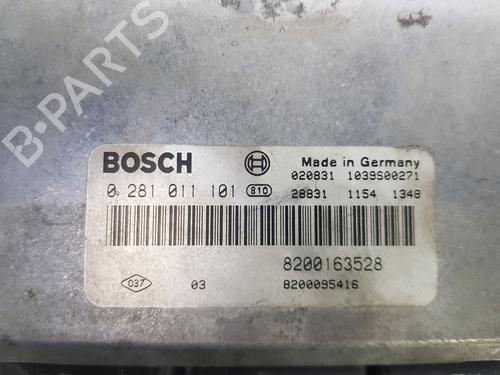 B-PARTS
BOSCH Made in Germany
020831 1039S00271
0 281 011 101 810 28831 1154 1348
8200163528
037 03 8200095416